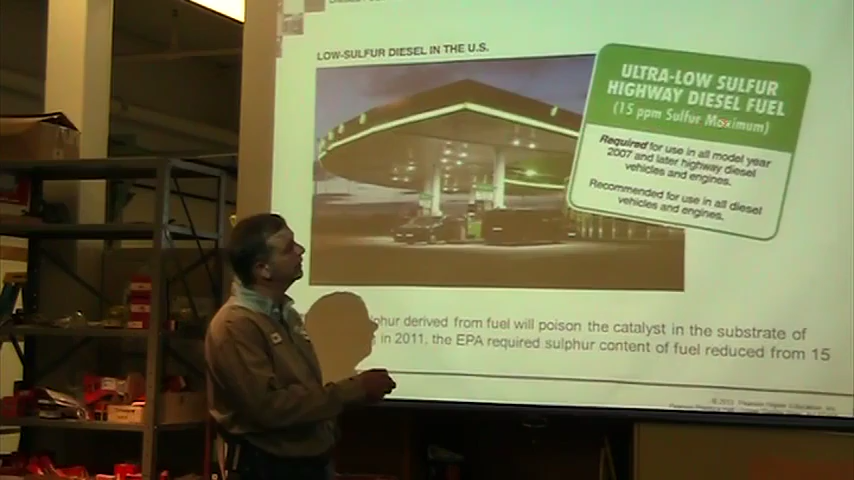 LOW-SULFUR DIESEL IN THE U.S.
ULTRA-LOW SULFUR
HIGHWAY DIESEL FUEL
(15 ppm Sulfur Maximum)
Required for use in all model year
2007 and later highway diesel
vehicles and engines.
Recommended for use in all diesel
vehicles and engines.
lphur derived from fuel will poison the catalyst in the substrate of
in 2011, the EPA required sulphur content of fuel reduced from 15